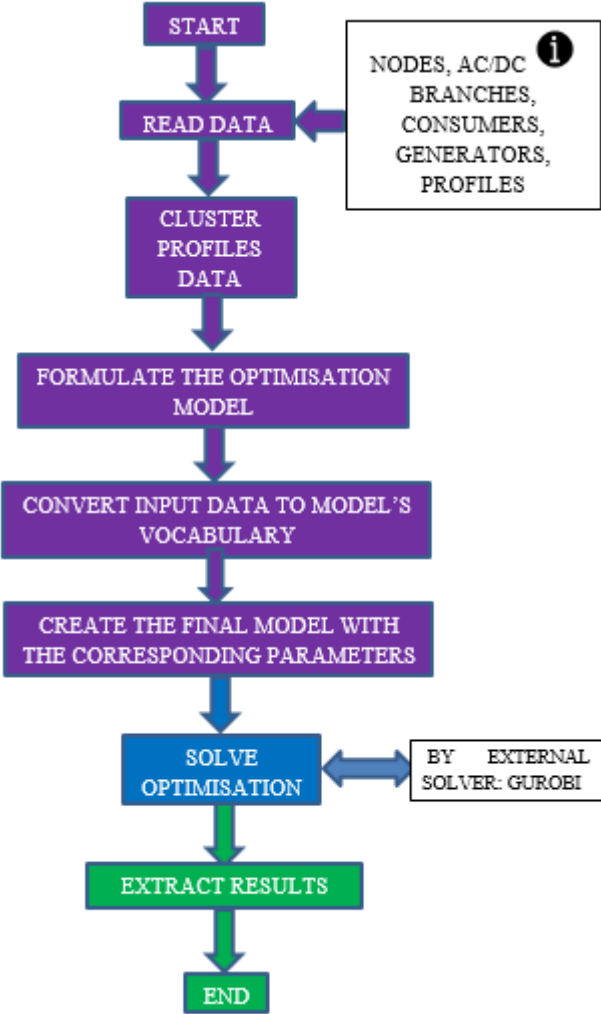 START
NODES, AC/DC
BRANCHES,
CONSUMERS,
GENERATORS,
PROFILES
READ DATA
CLUSTER
PROFILES
DATA
FORMULATE THE OPTIMISATION
MODEL
CONVERT INPUT DATA TO MODEL’S
VOCABULARY
CREATE THE FINAL MODEL WITH
THE CORRESPONDING PARAMETERS
SOLVE
OPTIMISATION
BY EXTERNAL
SOLVER: GUROBI
EXTRACT RESULTS
END